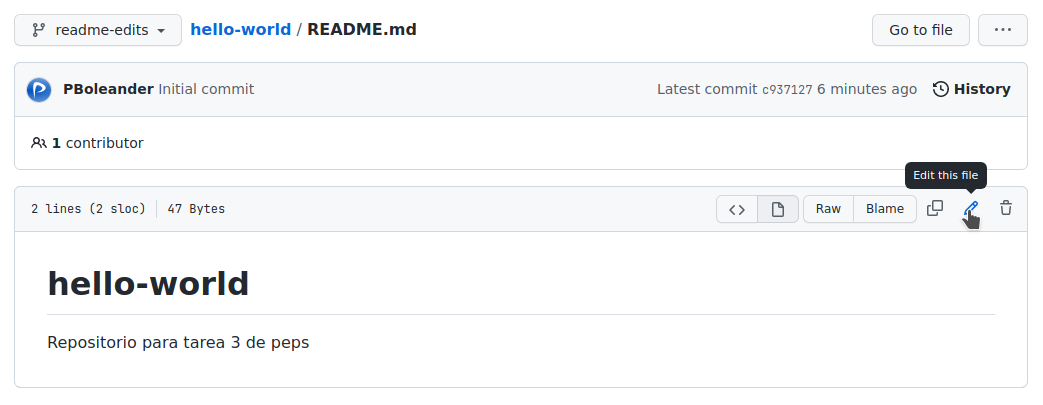 readme-edits hello-world / README.md Go to file ...
PBoleander Initial commit Latest commit c937127 6 minutes ago History
1 contributor
Edit this file
2 lines (2 sloc) 47 Bytes <> Raw Blame
hello-world
Repositorio para tarea 3 de peps